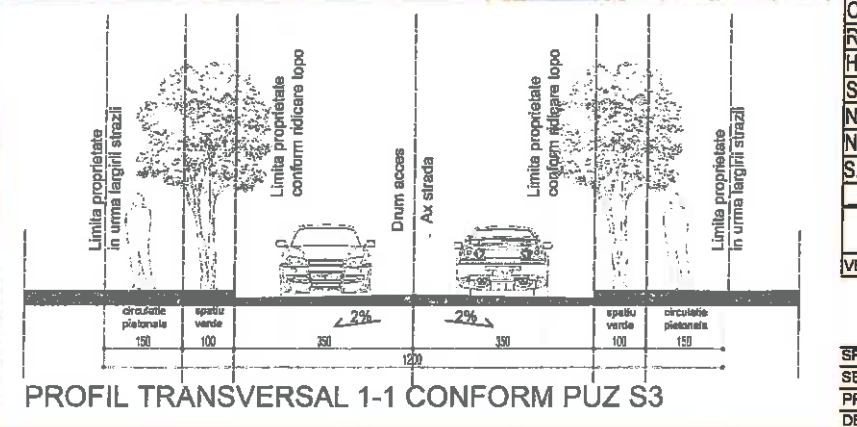 Limita proprietate
in urma largirii strazii
Limita proprietate
conform ridicare topo
Drum acces
- Ax strada
Limita proprietate
conform ridicare topo
Limita proprietate
in urma largirii strazii
circulatie
pietonala
spatiu
verde
2%
2%
spatiu
verde
circulatie
pietonala
150
100
350
350
100
150
1200
PROFIL TRANSVERSAL 1-1 CONFORM PUZ S3